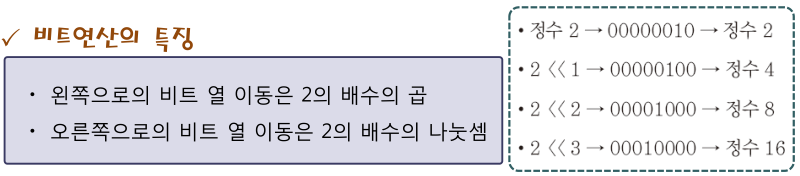 ✓ 비트연산의 특징
• 왼쪽으로의 비트 열 이동은 2의 배수의 곱
• 오른쪽으로의 비트 열 이동은 2의 배수의 나눗셈
• 정수 2 → 00000010 → 정수 2
• 2 << 1 → 00000100 → 정수 4
• 2 << 2 → 00001000 → 정수 8
• 2 << 3 → 00010000 → 정수 16